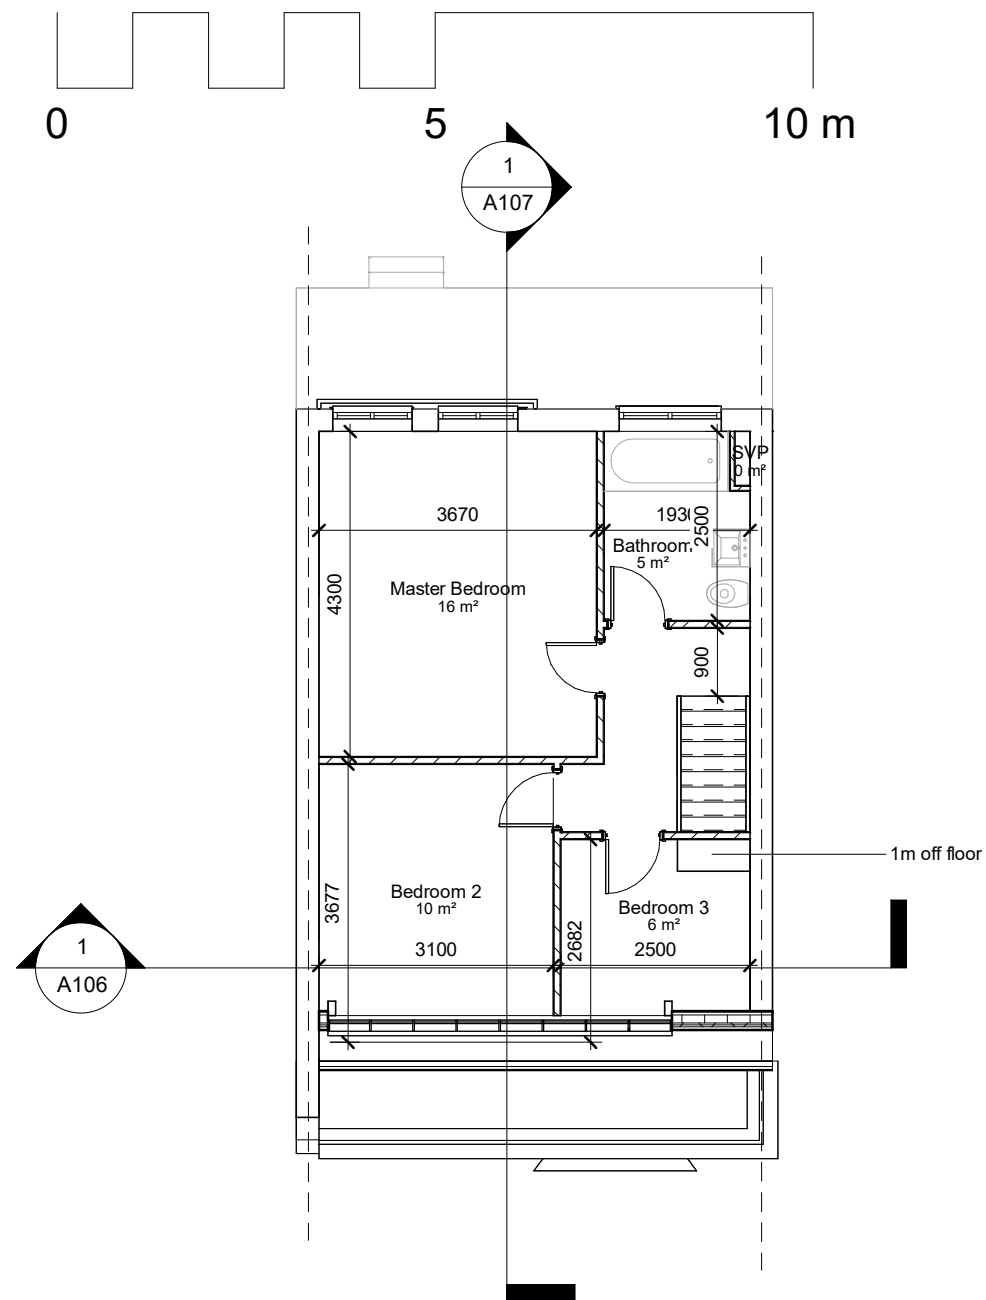 0
5
10 m
1
A107
SVP
0 m²
3670
1930
2500
Bathroom
5 m²
4300
Master Bedroom
16 m²
900
1m off floor
3677
Bedroom 2
10 m²
2682
Bedroom 3
6 m²
3100
2500
1
A106